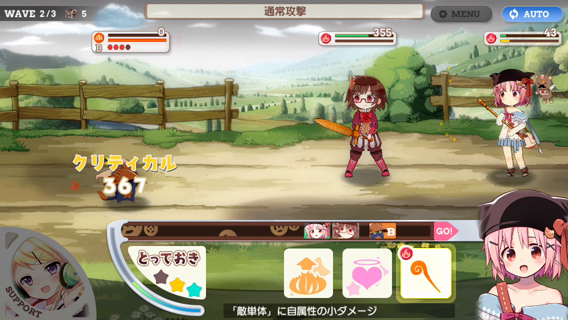 WAVE 2/3 5
通常攻撃
MENU
AUTO
0
B
355
43
クリティカル
367
B
GO!
とっておき
SUPPORT
「敵単体」に自属性の小ダメージ